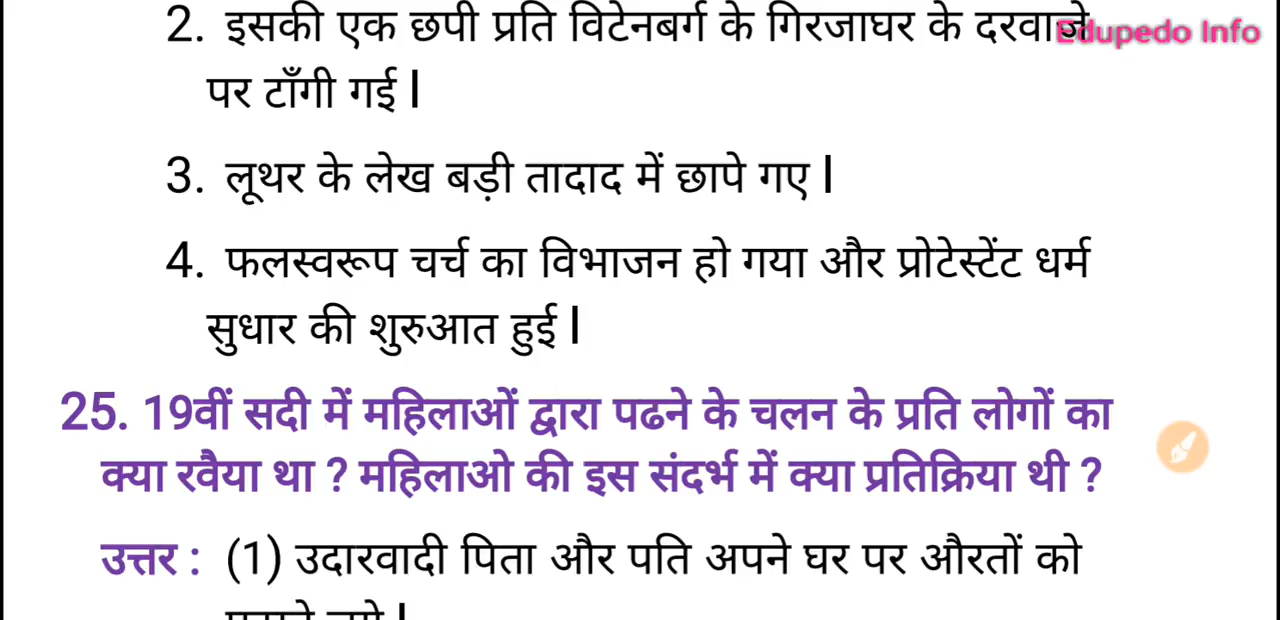 2. इसकी एक छपी प्रति विटेनबर्ग के गिरजाघर के दरवाजे
Edupedo Info
पर टाँगी गई |
3. लूथर के लेख बड़ी तादाद में छापे गए |
4. फलस्वरूप चर्च का विभाजन हो गया और प्रोटेस्टेंट धर्म
सुधार की शुरुआत हुई |
25. 19वीं सदी में महिलाओं द्वारा पढने के चलन के प्रति लोगों का
क्या रवैया था ? महिलाओ की इस संदर्भ में क्या प्रतिक्रिया थी ?
उत्तर : (1) उदारवादी पिता और पति अपने घर पर औरतों को